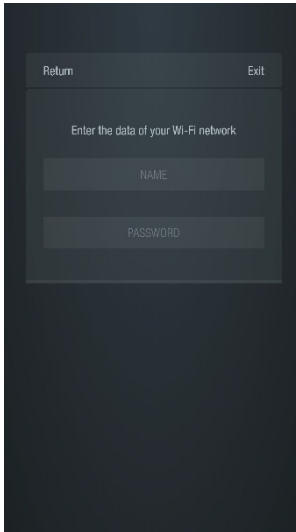 Return Exit
Enter the data of your Wi-Fi network
NAME
PASSWORD